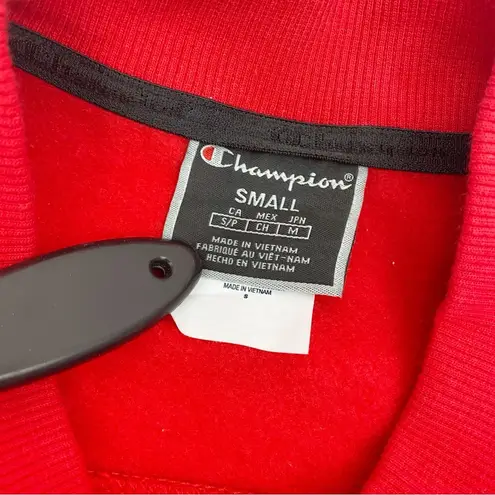 Champion®
SMALL
CA MEX JPN
S/P CH M
MADE IN VIETNAM
FABRIQUÉ AU VIÊT-NAM
HECHO EN VIETNAM
MADE IN VIETNAM
S